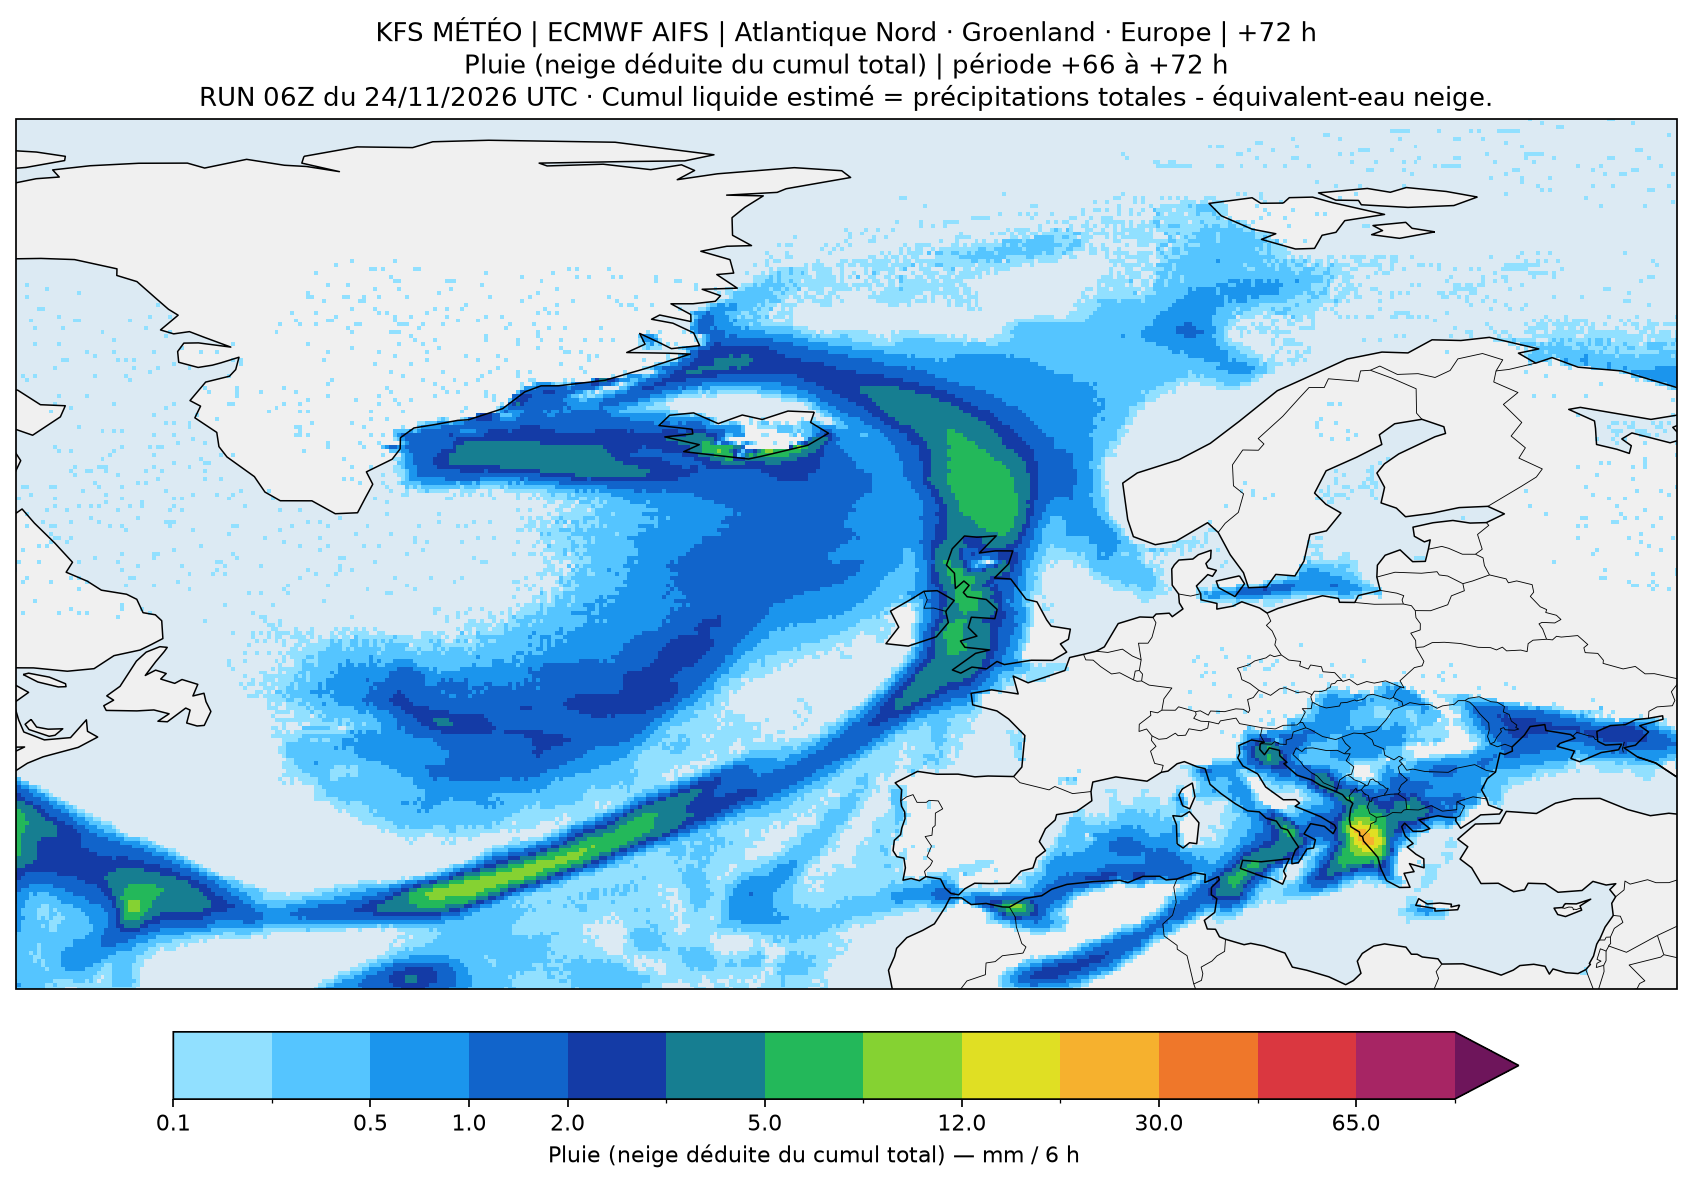 KFS MÉTÉO | ECMWF AIFS | Atlantique Nord · Groenland · Europe | +72 h
Pluie (neige déduite du cumul total) | période +66 à +72 h
RUN 06Z du 24/11/2026 UTC · Cumul liquide estimé = précipitations totales - équivalent-eau neige.
0.1 0.5 1.0 2.0 5.0 12.0 30.0 65.0
Pluie (neige déduite du cumul total) — mm / 6 h